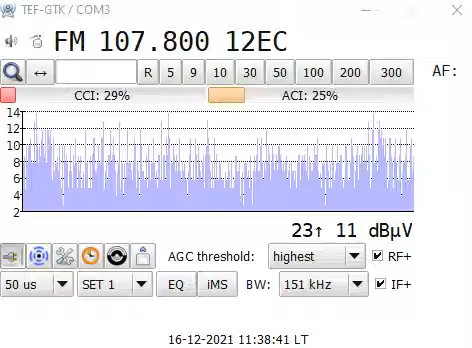 TEF-GTK / COM3
FM 107.800 12EC
R 5 9 10 30 50 100 200 300 AF:
CCI: 29% ACI: 25%
14
12
10
8
6
4
2
23↑ 11 dBµV
AGC threshold: highest RF+
50 us SET 1 EQ iMS BW: 151 kHz IF+
16-12-2021 11:38:41 LT